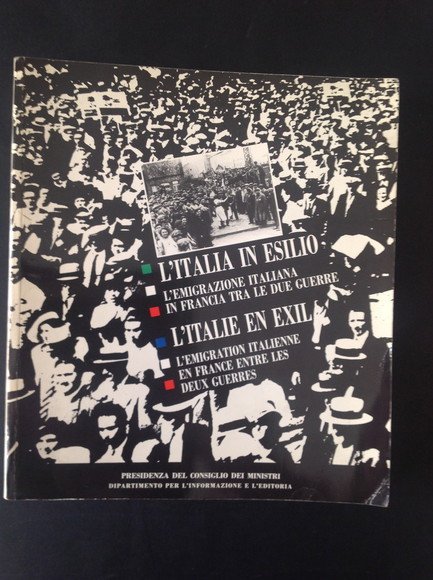 L'ITALIA IN ESILIO
L'EMIGRAZIONE ITALIANA
IN FRANCIA TRA LE DUE GUERRE
L'ITALIE EN EXIL
L'EMIGRATION ITALIENNE
EN FRANCE ENTRE LES
DEUX GUERRES
PRESIDENZA DEL CONSIGLIO DEI MINISTRI
DIPARTIMENTO PER L'INFORMAZIONE E L'EDITORIA